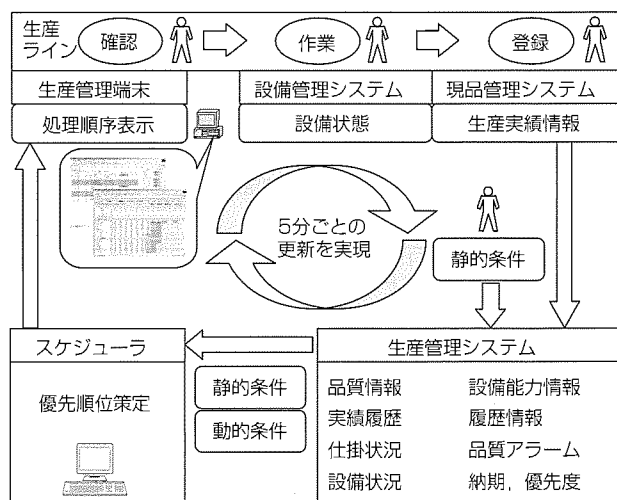 生産
ライン
確認
作業
登録
生産管理端末
設備管理システム
現品管理システム
処理順序表示
設備状態
生産実績情報
5分ごとの
更新を実現
静的条件
スケジューラ
生産管理システム
優先順位策定
静的条件
動的条件
品質情報
設備能力情報
実績履歴
履歴情報
仕掛状況
品質アラーム
設備状況
納期，優先度